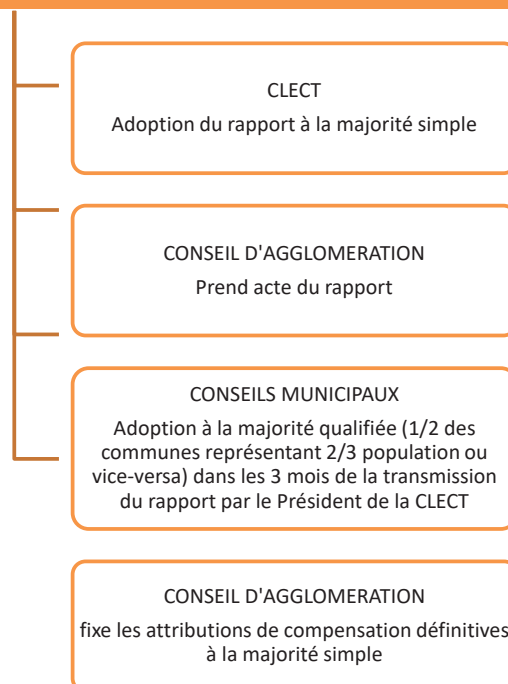 CLECT
Adoption du rapport à la majorité simple
CONSEIL D'AGGLOMERATION
Prend acte du rapport
CONSEILS MUNICIPAUX
Adoption à la majorité qualifiée (1/2 des
communes représentant 2/3 population ou
vice-versa) dans les 3 mois de la transmission
du rapport par le Président de la CLECT
CONSEIL D'AGGLOMERATION
fixe les attributions de compensation définitives
à la majorité simple